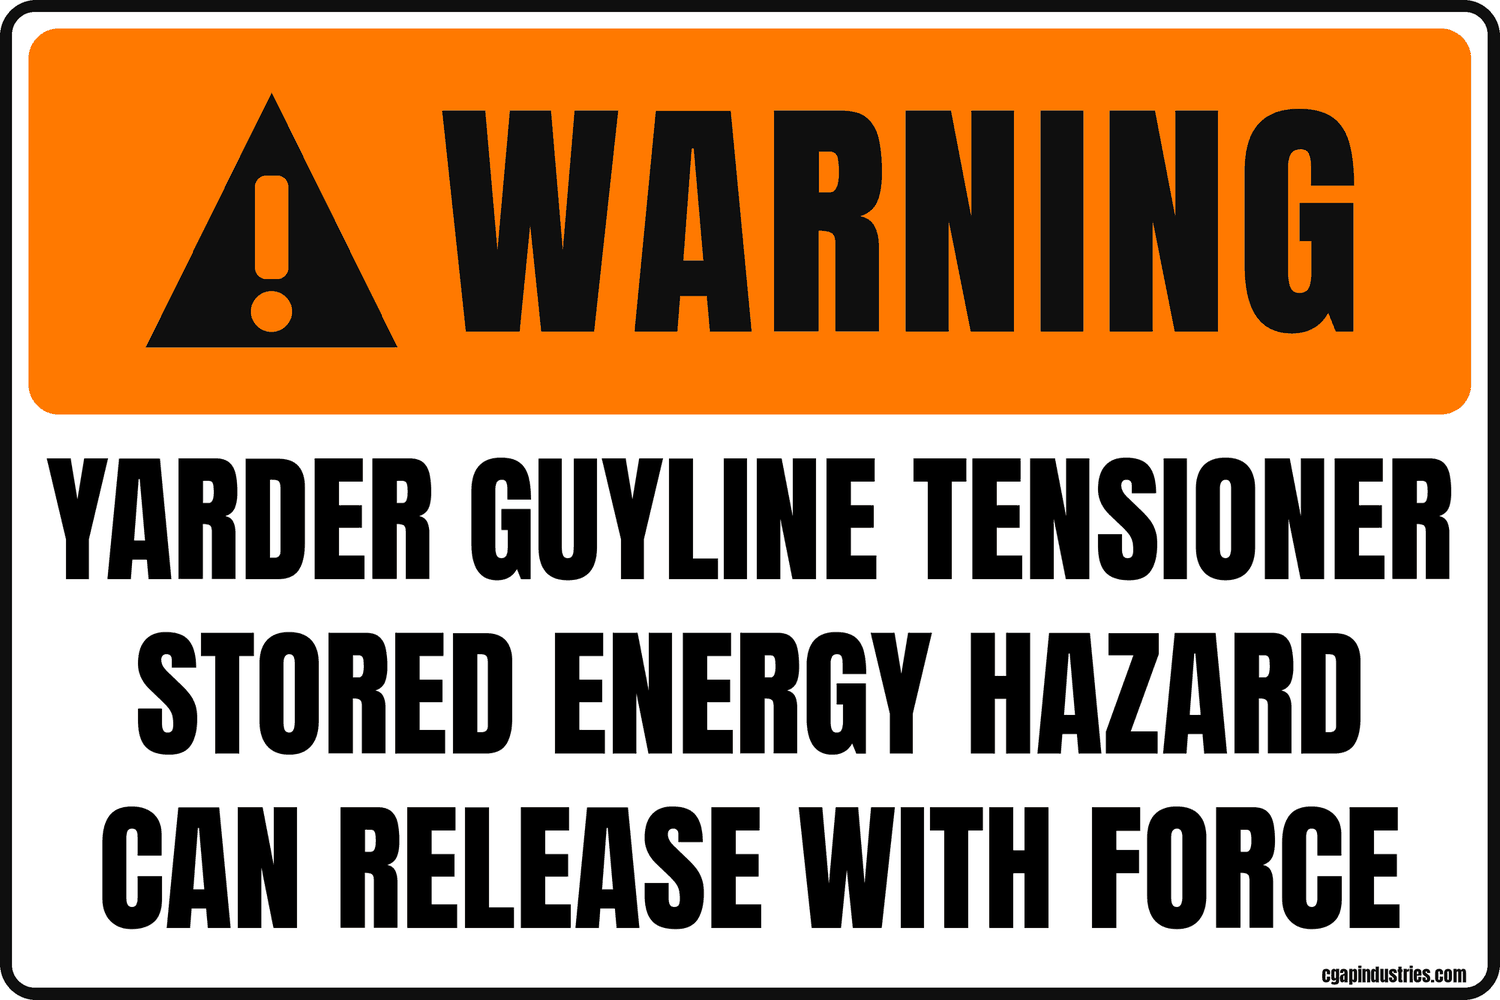 WARNING
YARDER GUYLINE TENSIONER
STORED ENERGY HAZARD
CAN RELEASE WITH FORCE
cgapindustries.com